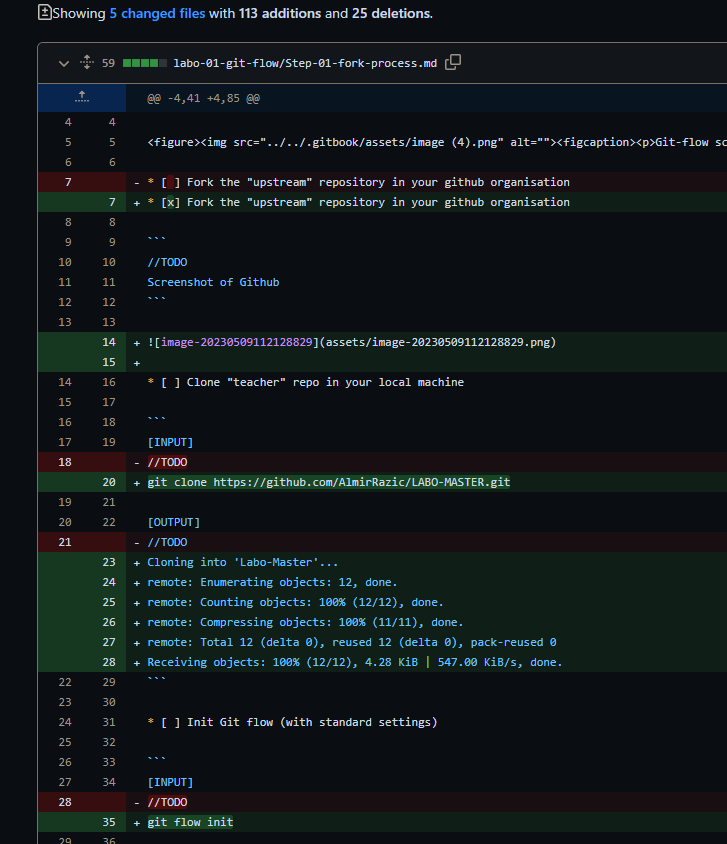 Showing 5 changed files with 113 additions and 25 deletions.
59 labo-01-git-flow/Step-01-fork-process.md
@@ -4,41 +4,85 @@
4 4
5 5 <figure><img src="../../.gitbook/assets/image (4).png" alt=""><figcaption><p>Git-flow sc
6 6
7 - * [ ] Fork the "upstream" repository in your github organisation
7 + * [x] Fork the "upstream" repository in your github organisation
8 8
9 9 ```
10 10 //TODO
11 11 Screenshot of Github
12 12 ```
13 13
14 + ![image-20230509112128829](assets/image-20230509112128829.png)
15 +
14 16 * [ ] Clone "teacher" repo in your local machine
15 17
16 18 ```
17 19 [INPUT]
18 - //TODO
20 + git clone https://github.com/AlmirRazic/LABO-MASTER.git
19 21
20 22 [OUTPUT]
21 - //TODO
23 + Cloning into 'Labo-Master'...
24 + remote: Enumerating objects: 12, done.
25 + remote: Counting objects: 100% (12/12), done.
26 + remote: Compressing objects: 100% (11/11), done.
27 + remote: Total 12 (delta 0), reused 12 (delta 0), pack-reused 0
28 + Receiving objects: 100% (12/12), 4.28 KiB | 547.00 KiB/s, done.
22 29 ```
23 30
24 31 * [ ] Init Git flow (with standard settings)
25 32
26 33 ```
27 34 [INPUT]
28 - //TODO
35 + git flow init
29 36